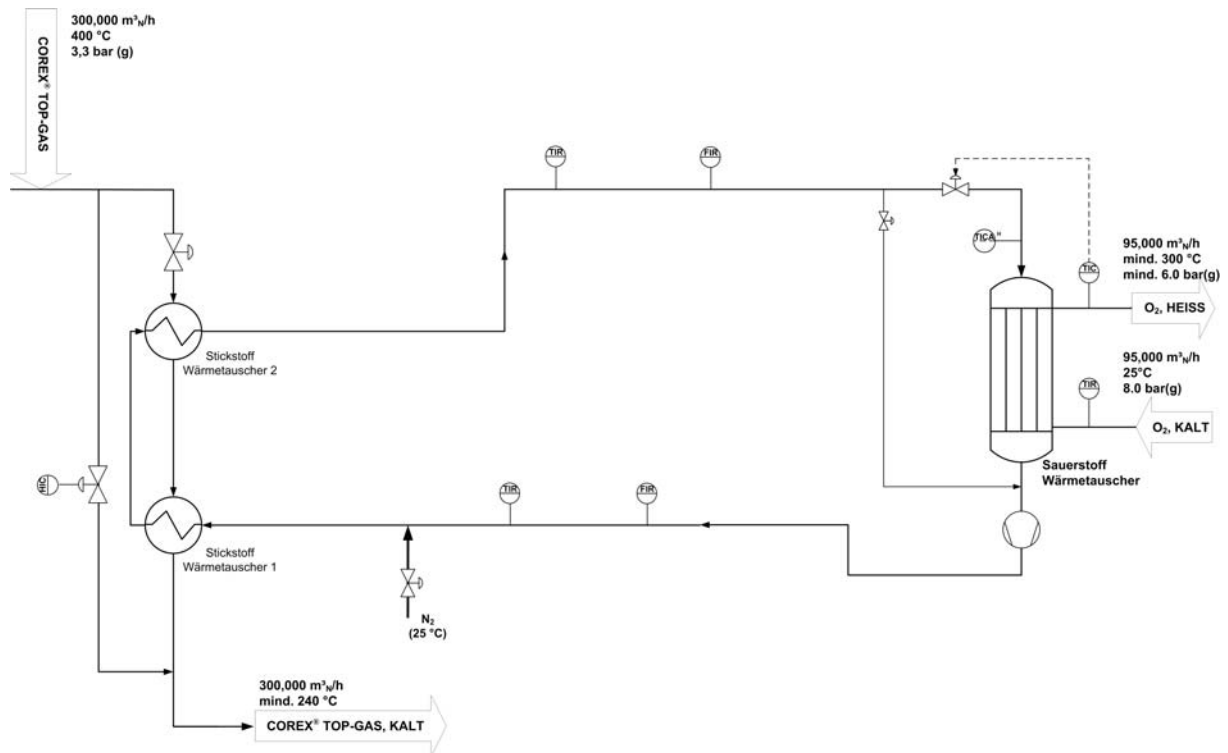 COREX® TOP-GAS
300,000 m³N/h
400 °C
3,3 bar (g)
TIR
FIR
TICA H
TIC
95,000 m³N/h
mind. 300 °C
mind. 6.0 bar(g)
O₂, HEISS
95,000 m³N/h
25°C
8.0 bar(g)
TIR
O₂, KALT
Sauerstoff
Wärmetauscher
Stickstoff
Wärmetauscher 2
HIC
TIR
FIR
Stickstoff
Wärmetauscher 1
N₂
(25 °C)
300,000 m³N/h
mind. 240 °C
COREX® TOP-GAS, KALT